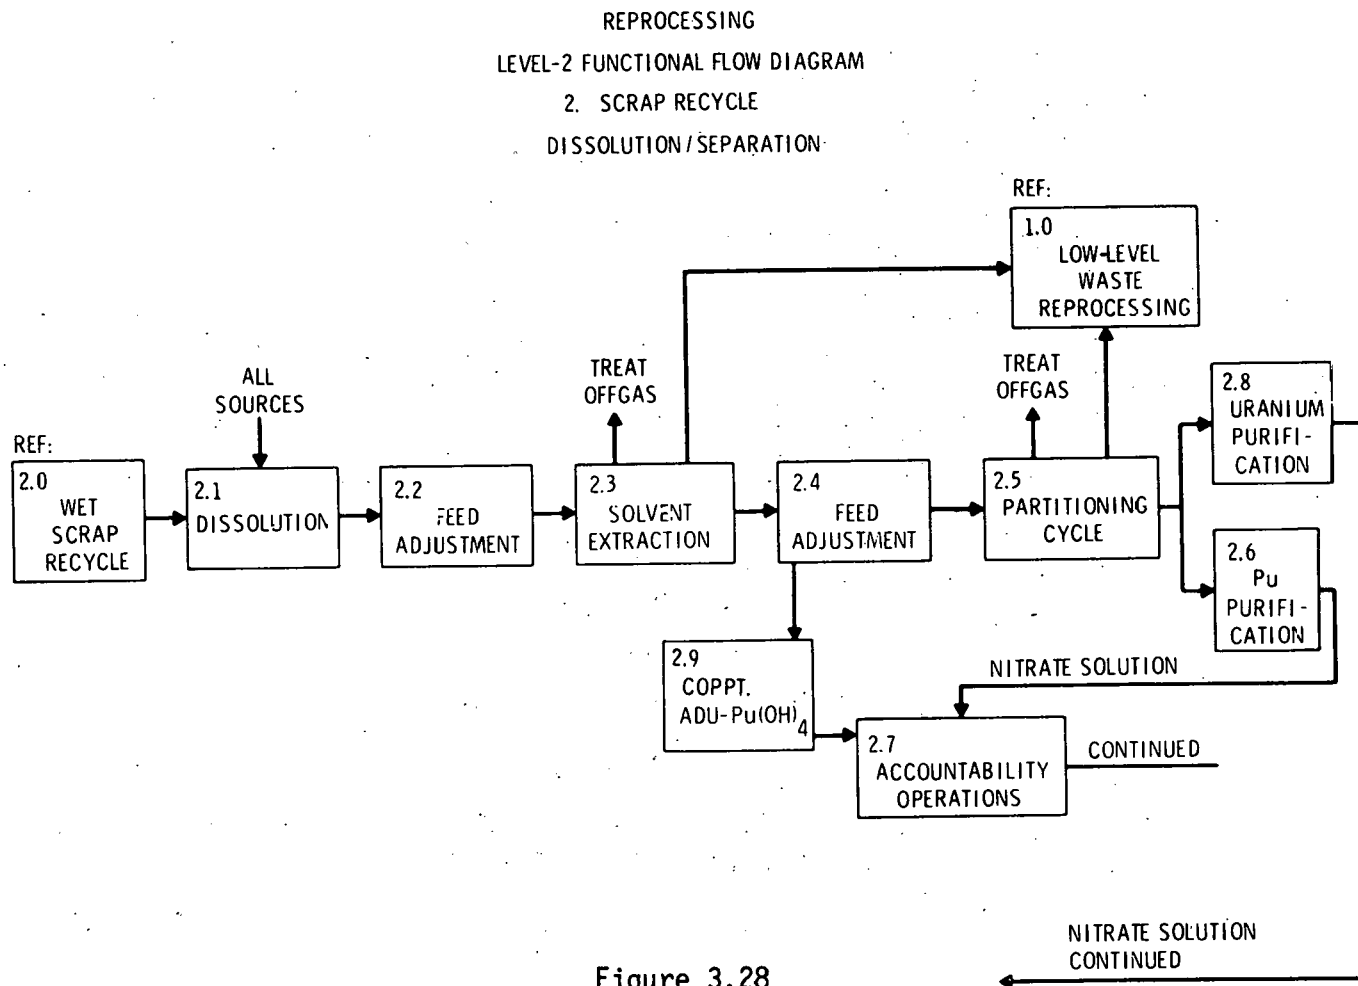 REPROCESSING
LEVEL-2 FUNCTIONAL FLOW DIAGRAM
2. SCRAP RECYCLE
DISSOLUTION/SEPARATION
REF:
1.0
LOW-LEVEL
WASTE
REPROCESSING
ALL
SOURCES
TREAT
OFFGAS
TREAT
OFFGAS
2.8
URANIUM
PURIFI-
CATION
REF:
2.0
WET
SCRAP
RECYCLE
2.1
DISSOLUTION
2.2
FEED
ADJUSTMENT
2.3
SOLVENT
EXTRACTION
2.4
FEED
ADJUSTMENT
2.5
PARTITIONING
CYCLE
2.6
Pu
PURIFI-
CATION
2.9
COPPT.
ADU-Pu(OH)4
NITRATE SOLUTION
2.7
ACCOUNTABILITY
OPERATIONS
CONTINUED
NITRATE SOLUTION
CONTINUED
Figure 3.28